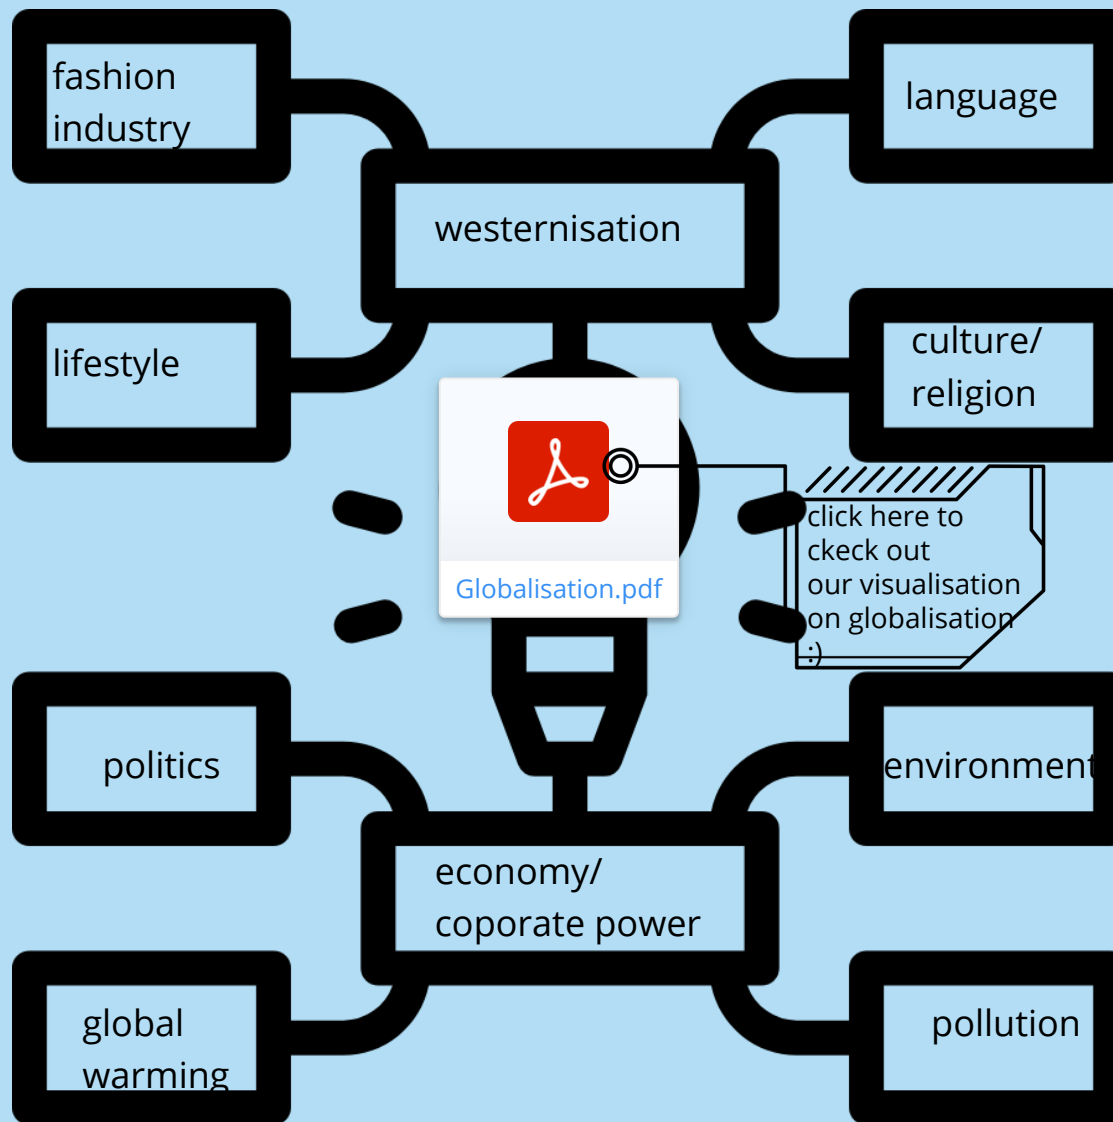 fashion
industry
language
westernisation
lifestyle
culture/
religion
Globalisation.pdf
click here to
ckeck out
our visualisation
on globalisation
:)
politics
environment
economy/
coporate power
global
warming
pollution